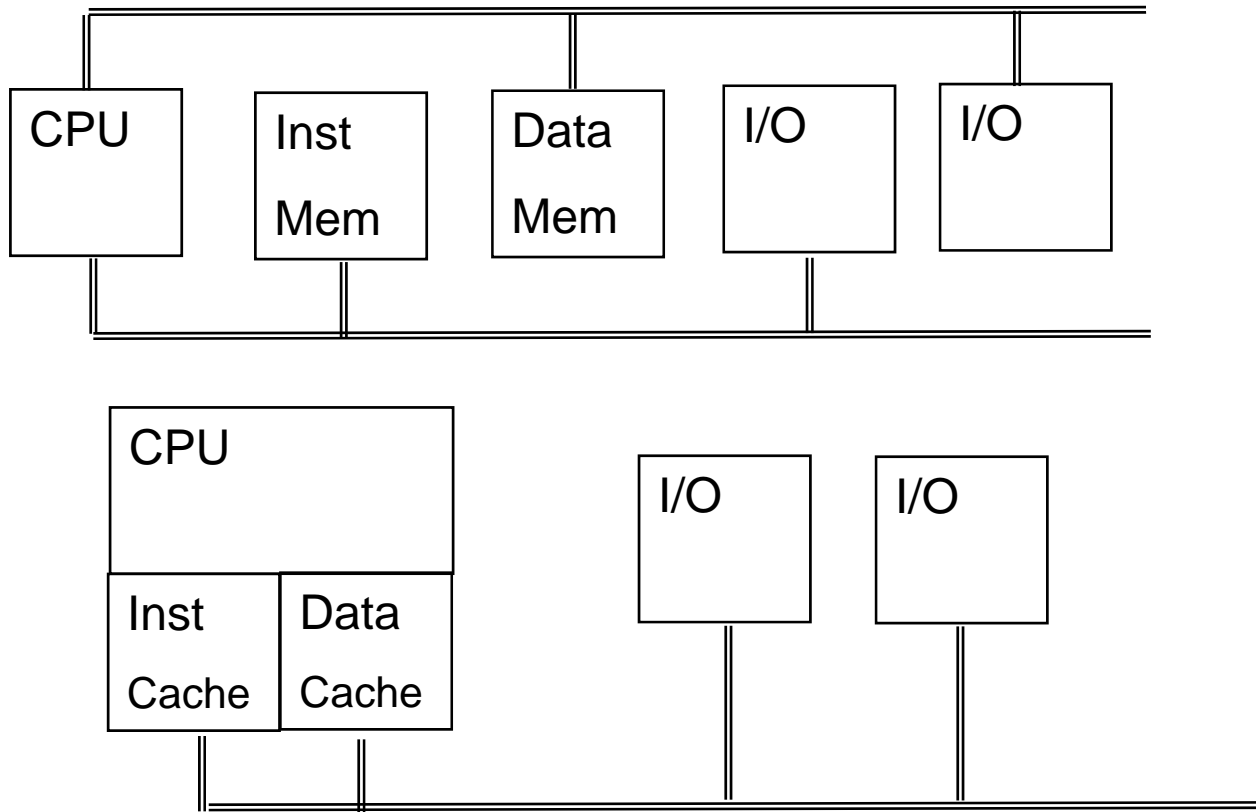 CPU
Inst
Mem
Data
Mem
I/O
I/O
CPU
Inst
Cache
Data
Cache
I/O
I/O